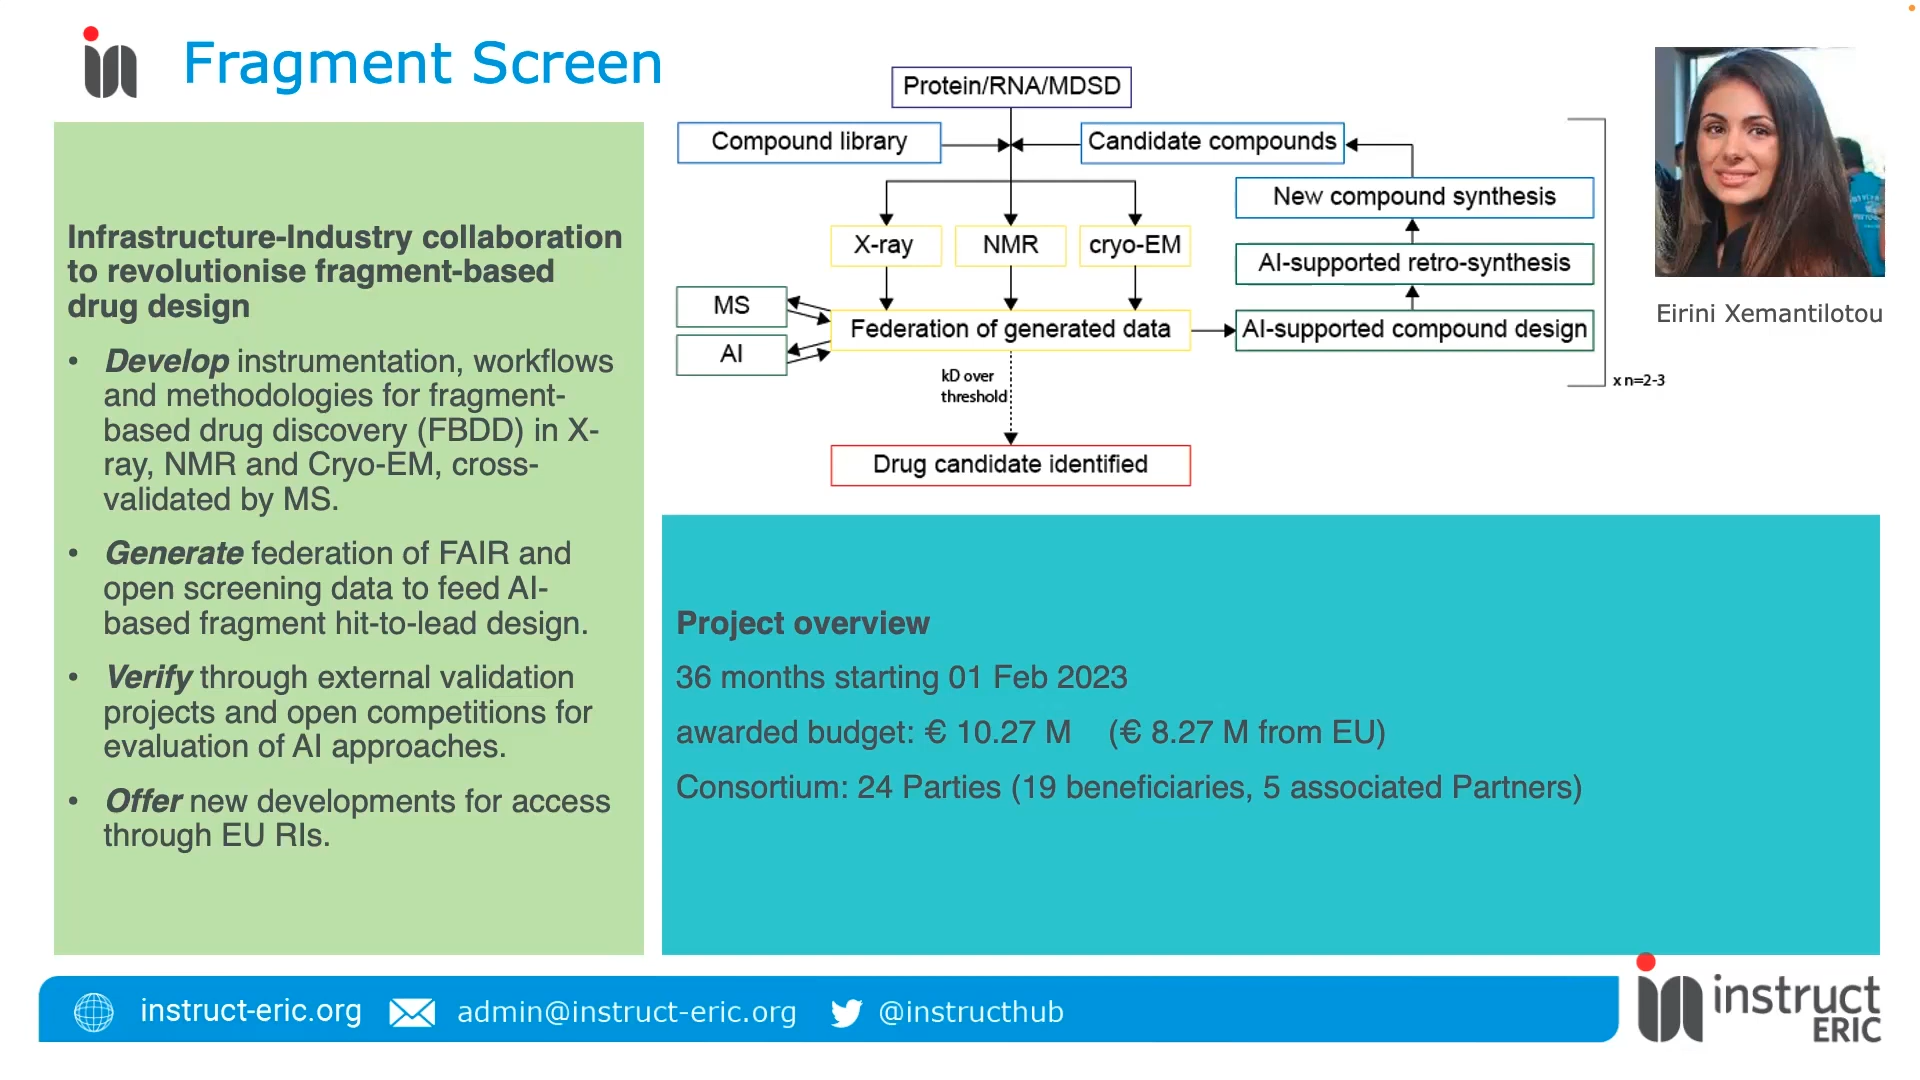 Fragment Screen
Infrastructure-Industry collaboration
to revolutionise fragment-based
drug design
• Develop instrumentation, workflows
and methodologies for fragment-
based drug discovery (FBDD) in X-
ray, NMR and Cryo-EM, cross-
validated by MS.
• Generate federation of FAIR and
open screening data to feed AI-
based fragment hit-to-lead design.
• Verify through external validation
projects and open competitions for
evaluation of AI approaches.
• Offer new developments for access
through EU RIs.
Protein/RNA/MDSD
Compound library
Candidate compounds
New compound synthesis
X-ray
NMR
cryo-EM
AI-supported retro-synthesis
MS
Federation of generated data
AI-supported compound design
AI
kD over
threshold
x n=2-3
Drug candidate identified
Eirini Xemantilotou
Project overview
36 months starting 01 Feb 2023
awarded budget: € 10.27 M (€ 8.27 M from EU)
Consortium: 24 Parties (19 beneficiaries, 5 associated Partners)
instruct-eric.org
admin@instruct-eric.org
@instructhub
instruct
ERIC